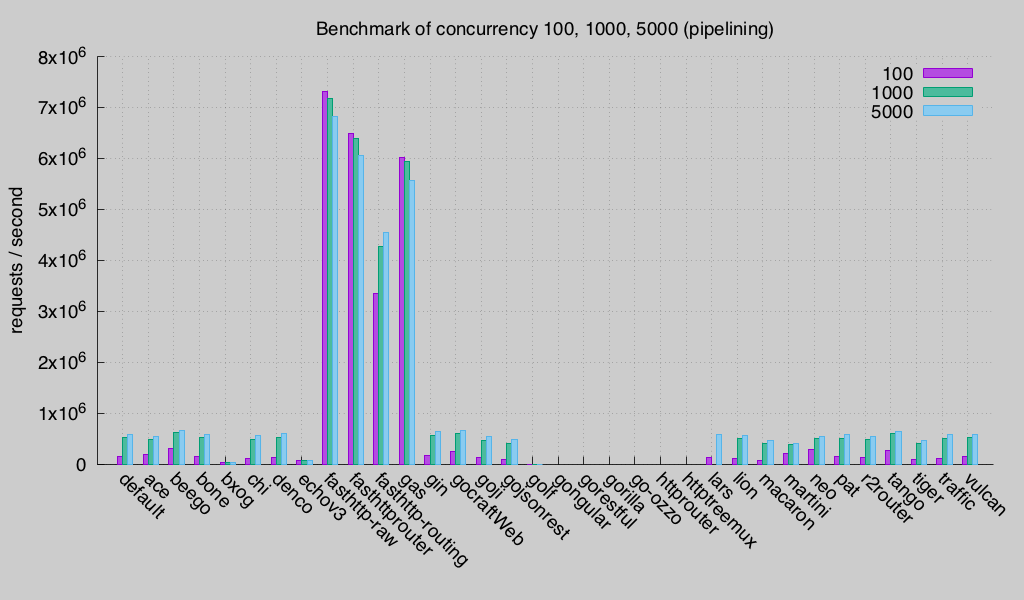 Benchmark of concurrency 100, 1000, 5000 (pipelining)
100
1000
5000
requests / second
8x10⁶
7x10⁶
6x10⁶
5x10⁶
4x10⁶
3x10⁶
2x10⁶
1x10⁶
0
default
ace
beego
bone
bxog
chi
denco
echov3
fasthttp-raw
fasthttprouter
fasthttp-routing
gas
gin
gocraftWeb
goji
gojsonrest
golf
gongular
gorestful
gorilla
go-ozzo
httprouter
httptreemux
lars
lion
macaron
martini
neo
pat
r2router
tango
tiger
traffic
vulcan